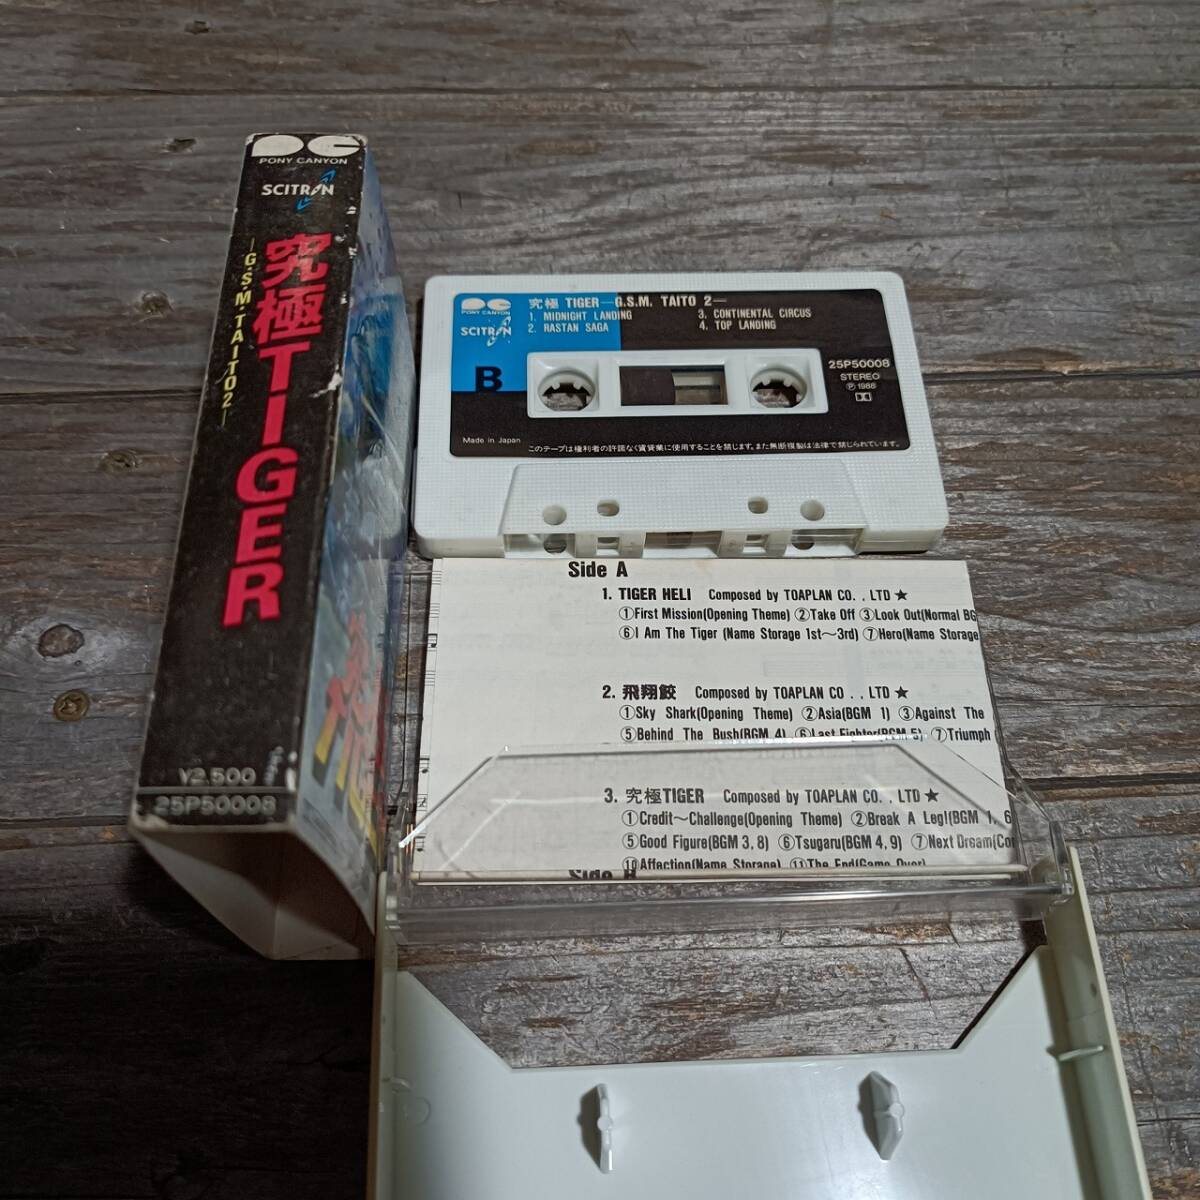 PONY CANYON
SCITRON
究極TIGER
—G.S.M.TAITO 2—
¥2,500
25P50008
PONY CANYON
SCITRON
究極 TIGER—G.S.M. TAITO 2—
1. MIDNIGHT LANDING
2. RASTAN SAGA
3. CONTINENTAL CIRCUS
4. TOP LANDING
B
25P50008
STEREO
Ⓟ1988
Made in Japan
このテープは権利者の許諾なく賃貸業に使用することを禁じます。また無断複製は法律で禁じられています。
Side A
1. TIGER HELI Composed by TOAPLAN CO. , LTD ★
①First Mission(Opening Theme) ②Take Off ③Look Out(Normal BG
⑥I Am The Tiger (Name Storage 1st〜3rd) ⑦Hero(Name Storage
2. 飛翔鮫 Composed by TOAPLAN CO . , LTD ★
①Sky Shark(Opening Theme) ②Asia(BGM 1) ③Against The
⑤Behind The Bush(BGM 4) ⑥Last Fighter(BGM 5) ⑦Triumph
3. 究極TIGER Composed by TOAPLAN CO. , LTD ★
①Credit〜Challenge(Opening Theme) ②Break A Leg!(BGM 1, 6
⑤Good Figure(BGM 3, 8) ⑥Tsugaru(BGM 4, 9) ⑦Next Dream(Con
⑩Affection(Name Storage) ⑪The End(Game Over)
Side B